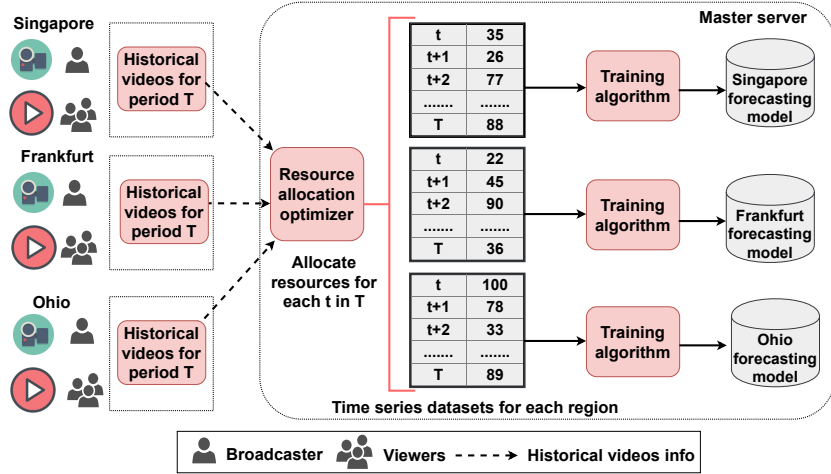 Singapore
Historical
videos for
period T
Frankfurt
Historical
videos for
period T
Ohio
Historical
videos for
period T
Resource
allocation
optimizer
Allocate
resources for
each t in T
Master server
t 35
t+1 26
t+2 77
....... .......
T 88
Training
algorithm
Singapore
forecasting
model
t 22
t+1 45
t+2 90
....... .......
T 36
Training
algorithm
Frankfurt
forecasting
model
t 100
t+1 78
t+2 33
....... .......
T 89
Training
algorithm
Ohio
forecasting
model
Time series datasets for each region
Broadcaster Viewers Historical videos info